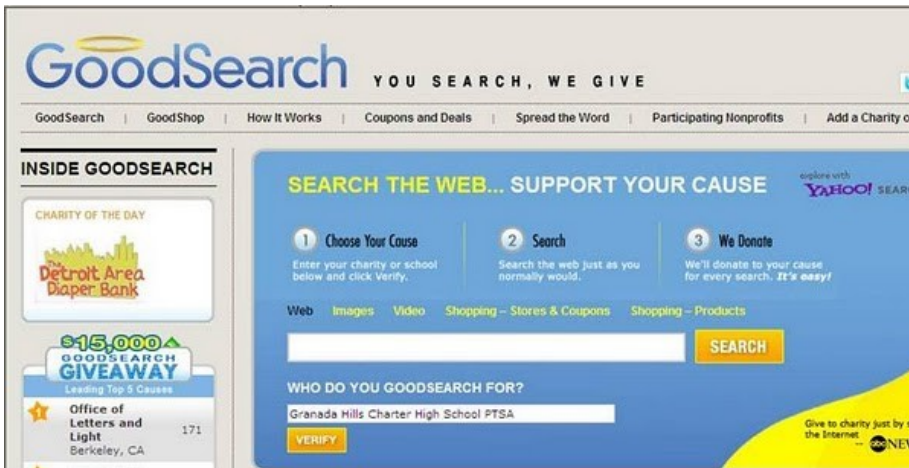 GoodSearch YOU SEARCH, WE GIVE
GoodSearch | GoodShop | How It Works | Coupons and Deals | Spread the Word | Participating Nonprofits | Add a Charity o
INSIDE GOODSEARCH
CHARITY OF THE DAY
The
Detroit Area
Diaper Bank
$15,000
GOODSEARCH
GIVEAWAY
Leading Top 5 Causes
1 Office of
Letters and
Light 171
Berkeley, CA
SEARCH THE WEB... SUPPORT YOUR CAUSE
explore with
YAHOO! SEAR
1 Choose Your Cause
Enter your charity or school
below and click Verify.
2 Search
Search the web just as you
normally would.
3 We Donate
We'll donate to your cause
for every search. It's easy!
Web Images Video Shopping – Stores & Coupons Shopping – Products
SEARCH
WHO DO YOU GOODSEARCH FOR?
Granada Hills Charter High School PTSA
VERIFY
Give to charity just by s
the Internet
-- abc NEW